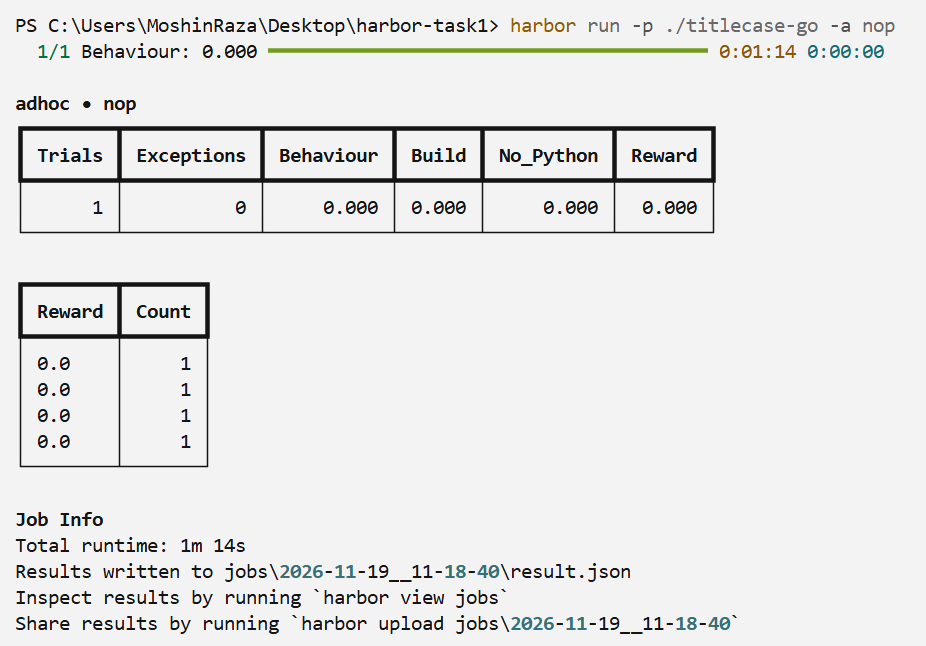 PS C:\Users\MoshinRaza\Desktop\harbor-task1> harbor run -p ./titlecase-go -a nop
1/1 Behaviour: 0.000 0:01:14 0:00:00
adhoc • nop
Trials Exceptions Behaviour Build No_Python Reward
1 0 0.000 0.000 0.000 0.000
Reward Count
0.0 1
0.0 1
0.0 1
0.0 1
Job Info
Total runtime: 1m 14s
Results written to jobs\2026-11-19__11-18-40\result.json
Inspect results by running `harbor view jobs`
Share results by running `harbor upload jobs\2026-11-19__11-18-40`